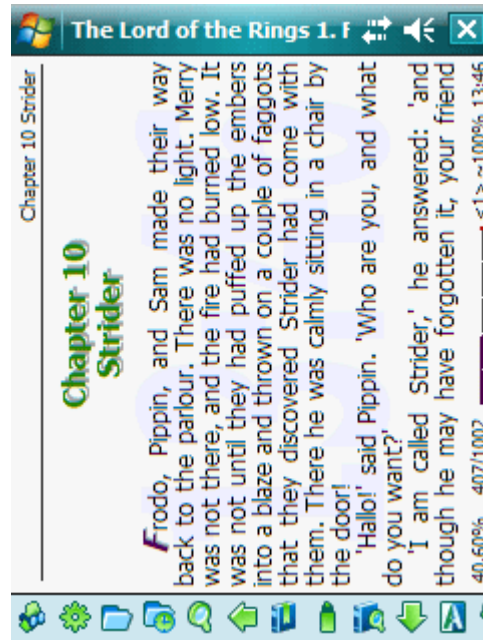 The Lord of the Rings 1. F
Chapter 10 Strider
Chapter 10
Strider
Frodo, Pippin, and Sam made their way
back to the parlour. There was no light. Merry
was not there, and the fire had burned low. It
was not until they had puffed up the embers
into a blaze and thrown on a couple of faggots
that they discovered Strider had come with
them. There he was calmly sitting in a chair by
the door!
'Hallo!' said Pippin. 'Who are you, and what
do you want?'
'I am called Strider,' he answered: 'and
though he may have forgotten it, your friend
40.60% 407/1002 <1> ~100% 13:46